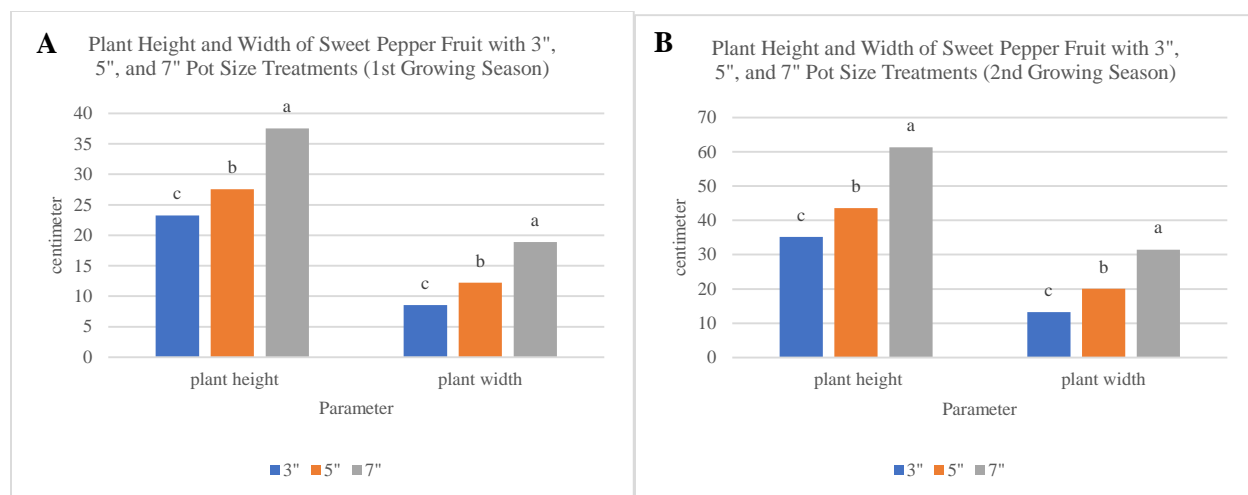 A
Plant Height and Width of Sweet Pepper Fruit with 3",
5", and 7" Pot Size Treatments (1st Growing Season)
40
35
30
25
20
15
10
5
0
centimeter
c
b
a
c
b
a
plant height
plant width
Parameter
3" 5" 7"
B
Plant Height and Width of Sweet Pepper Fruit with 3",
5", and 7" Pot Size Treatments (2nd Growing Season)
70
60
50
40
30
20
10
0
centimeter
c
b
a
c
b
a
plant height
plant width
Parameter
3" 5" 7"